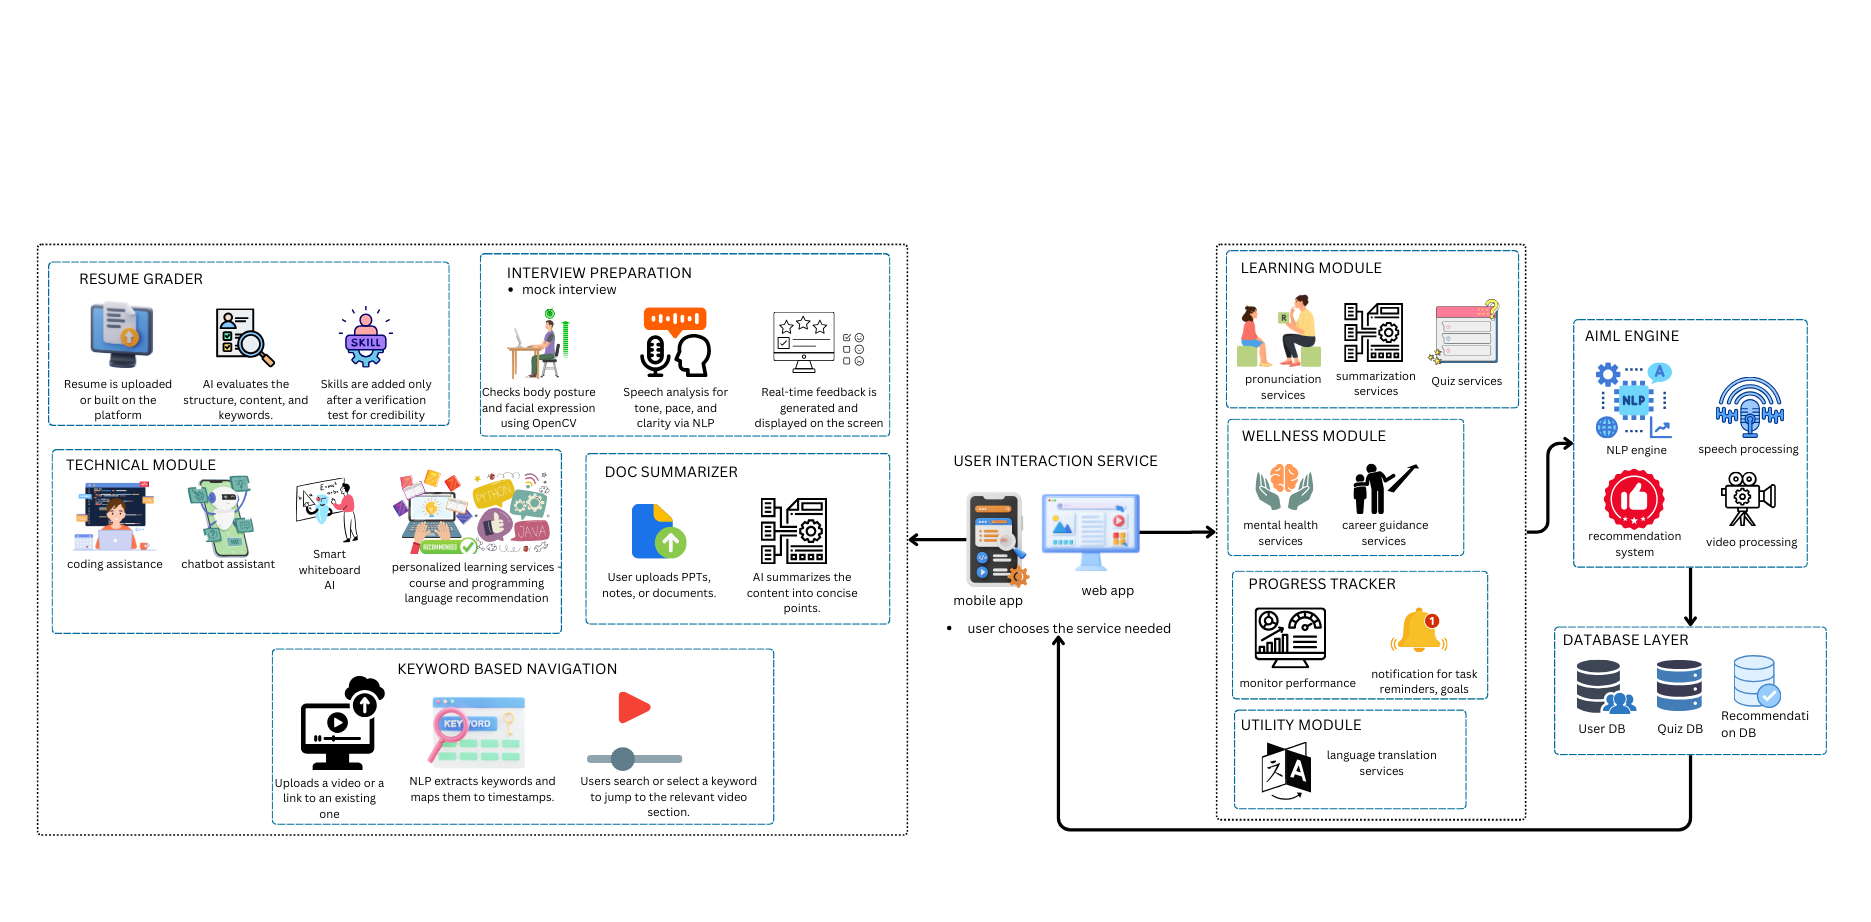 RESUME GRADER
Resume is uploaded
or built on the
platform
AI evaluates the
structure, content, and
keywords.
SKILL
Skills are added only
after a verification
test for credibility
INTERVIEW PREPARATION
• mock interview
Checks body posture
and facial expression
using OpenCV
Speech analysis for
tone, pace, and
clarity via NLP
Real-time feedback is
generated and
displayed on the screen
TECHNICAL MODULE
coding assistance
chatbot assistant
Smart
whiteboard
AI
PYTHON
JAVA
RECOMMENDED
personalized learning services -
course and programming
language recommendation
DOC SUMMARIZER
User uploads PPTs,
notes, or documents.
AI summarizes the
content into concise
points.
KEYWORD BASED NAVIGATION
Uploads a video or a
link to an existing
one
KEYWORD
NLP extracts keywords and
maps them to timestamps.
Users search or select a keyword
to jump to the relevant video
section.
USER INTERACTION SERVICE
mobile app
web app
• user chooses the service needed
LEARNING MODULE
R
pronunciation
services
summarization
services
?
Quiz services
WELLNESS MODULE
mental health
services
career guidance
services
PROGRESS TRACKER
monitor performance
1
notification for task
reminders, goals
UTILITY MODULE
文 A
language translation
services
AIML ENGINE
A
NLP
NLP engine
speech processing
recommendation
system
video processing
DATABASE LAYER
User DB
Quiz DB
Recommendati
on DB